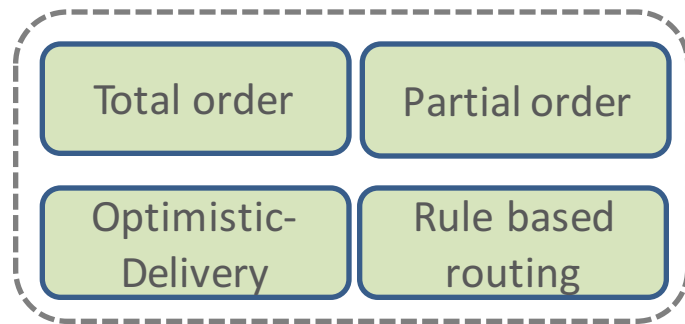 Total order
Partial order
Optimistic-
Delivery
Rule based
routing